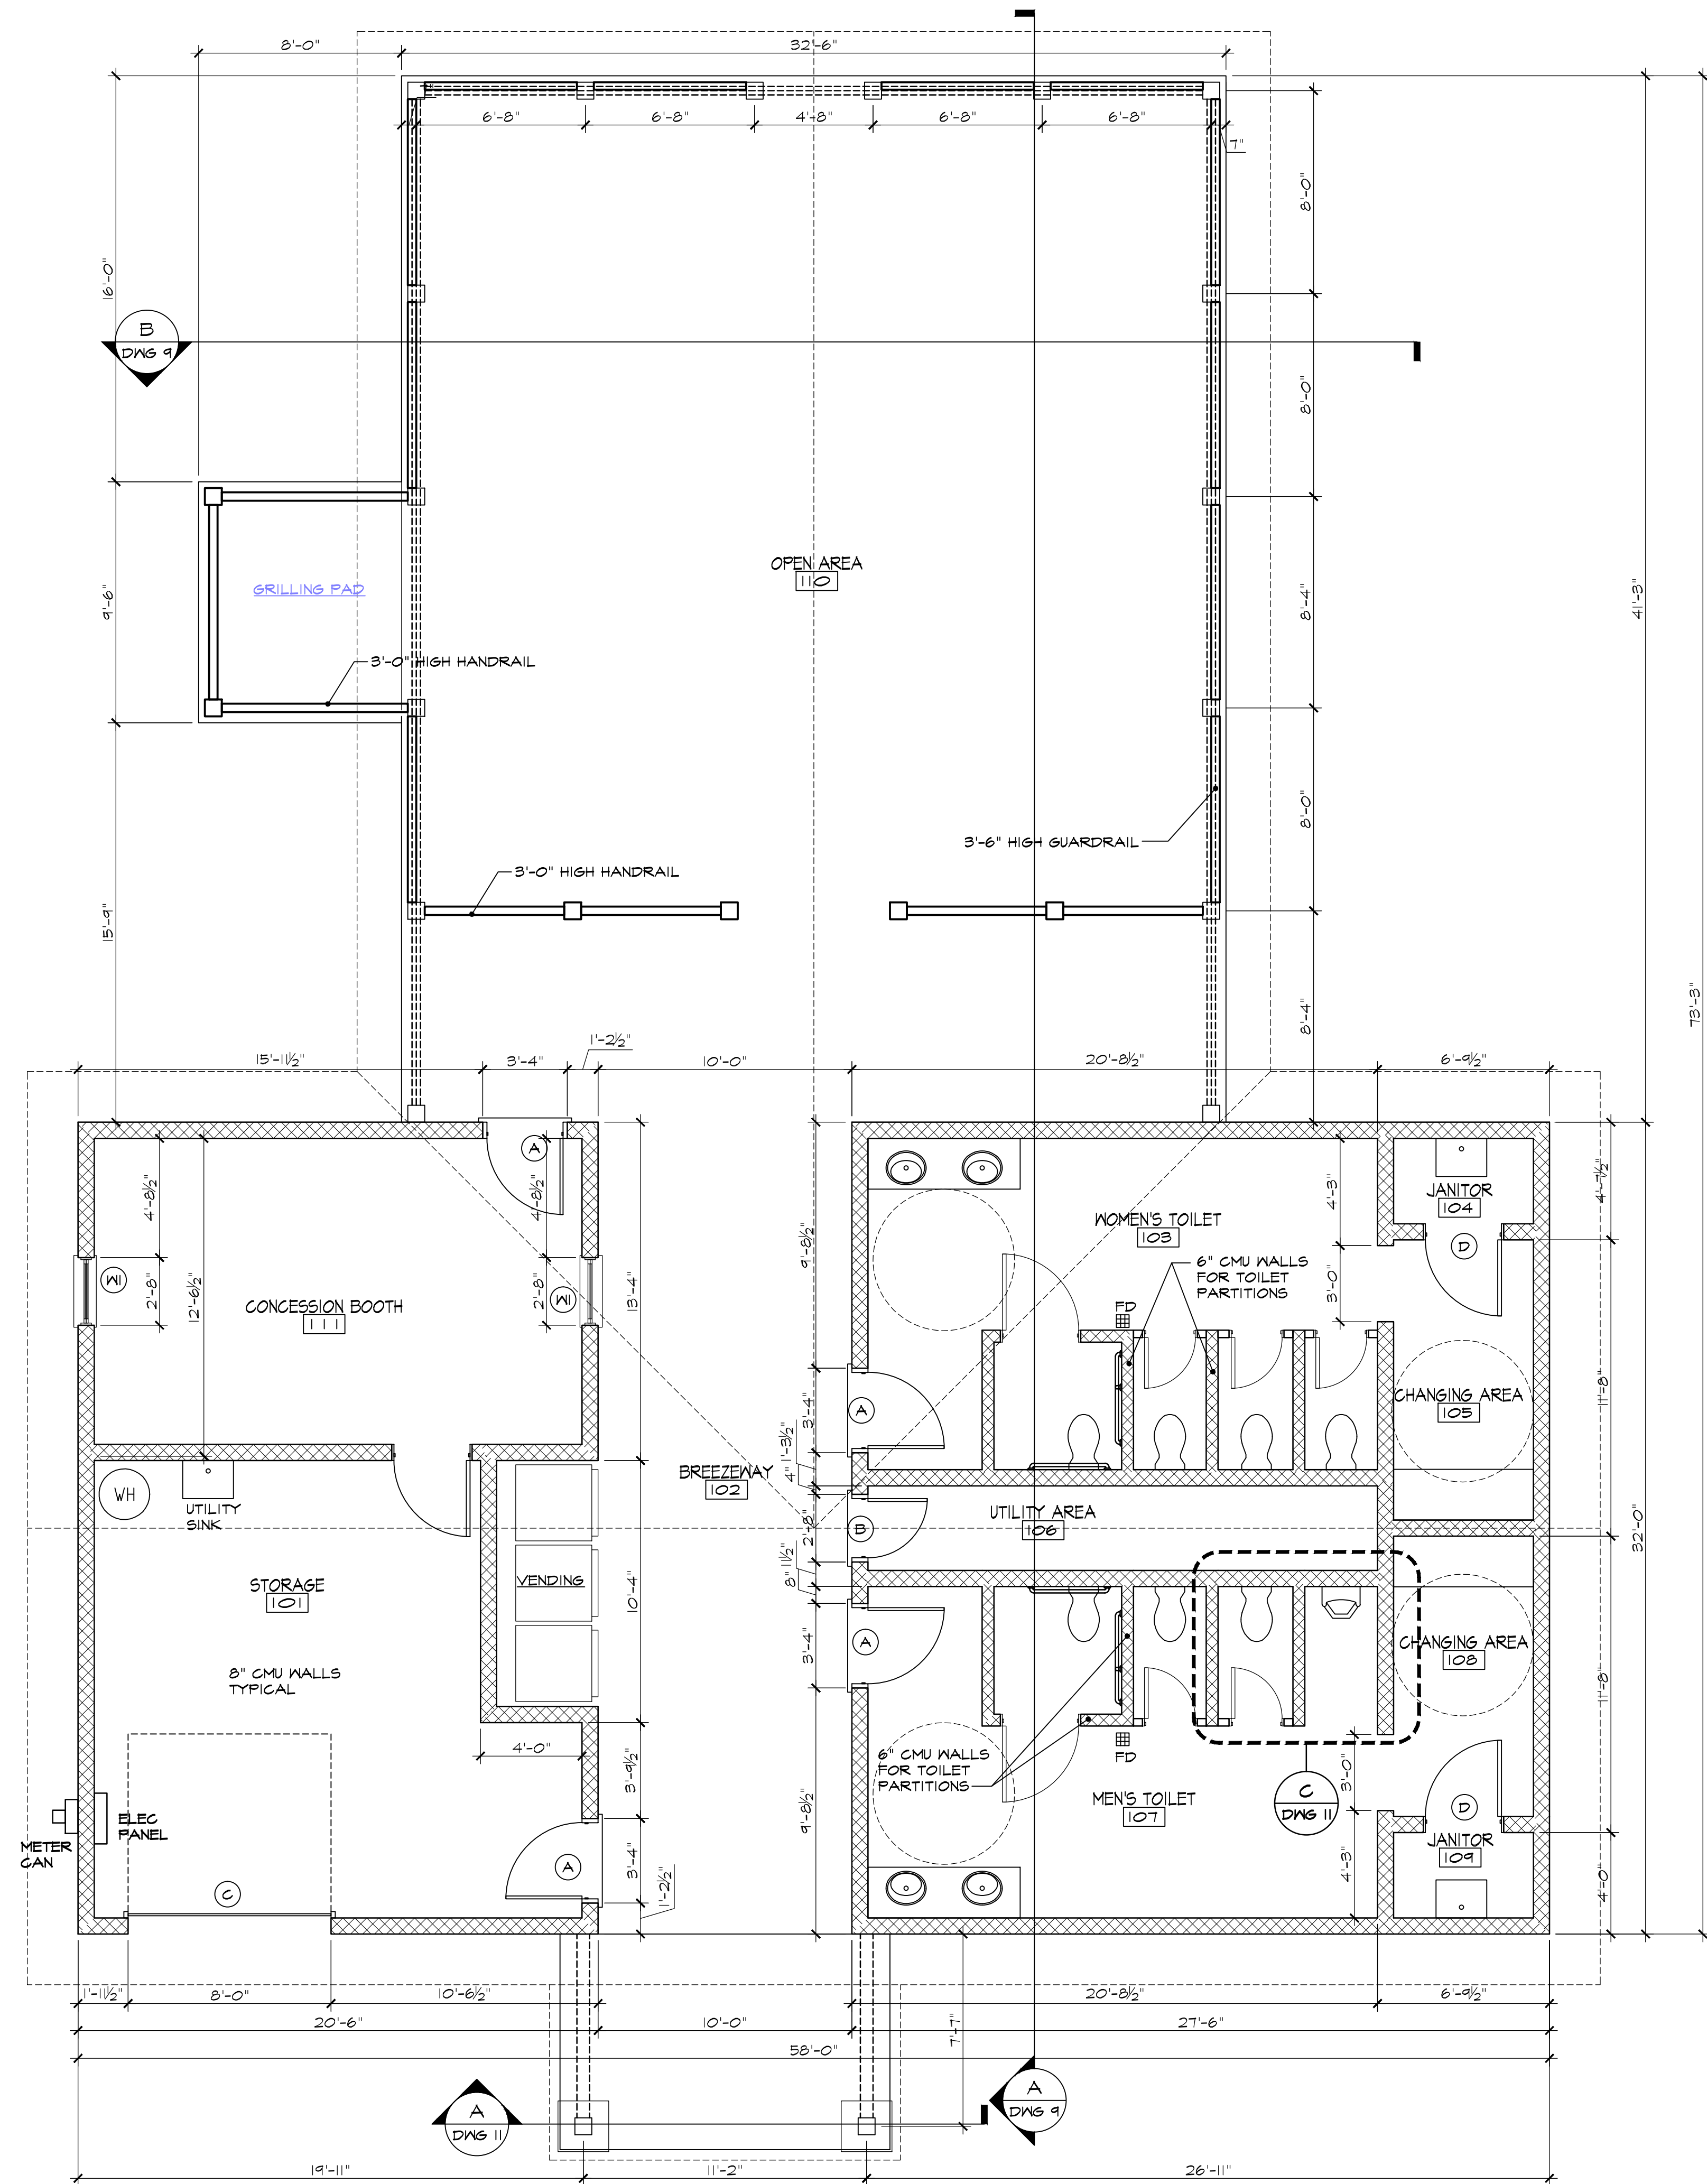 8'-0"
32'-6"
6'-8"
6'-8"
4'-8"
6'-8"
6'-8"
7"
8'-0"
16'-0"
B
DWG 9
8'-0"
OPEN AREA
110
GRILLING PAD
9'-6"
8'-4"
41'-3"
3'-0" HIGH HANDRAIL
8'-0"
3'-6" HIGH GUARDRAIL
3'-0" HIGH HANDRAIL
15'-9"
8'-4"
73'-3"
15'-11½"
3'-4"
1'-2½"
10'-0"
20'-8½"
6'-9½"
A
4'-8½"
4'-8½"
4'-3"
4'-7½"
JANITOR
104
WOMEN'S TOILET
103
D
9'-8½"
6" CMU WALLS
FOR TOILET
PARTITIONS
W1
2'-8"
12'-6½"
CONCESSION BOOTH
111
2'-8"
W1
13'-4"
3'-0"
FD
CHANGING AREA
105
11'-8"
A
3'-4"
1'-3½"
4"
BREEZEWAY
102
WH
UTILITY
SINK
UTILITY AREA
106
B
2'-8"
11½"
8"
32'-0"
STORAGE
101
VENDING
10'-4"
A
3'-4"
CHANGING AREA
108
11'-8"
8" CMU WALLS
TYPICAL
4'-0"
3'-9½"
6" CMU WALLS
FOR TOILET
PARTITIONS
FD
MEN'S TOILET
107
3'-0"
C
DWG 11
D
JANITOR
109
9'-8½"
ELEC
PANEL
METER
CAN
C
A
3'-4"
1'-2½"
4'-3"
4'-0"
1'-11½"
8'-0"
10'-6½"
20'-8½"
6'-9½"
20'-6"
10'-0"
27'-6"
7'-7"
58'-0"
A
DWG 11
A
DWG 9
19'-11"
11'-2"
26'-11"